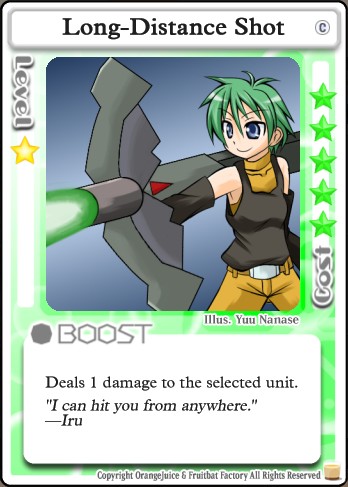 Long-Distance Shot
C
Level
Cost
Illus. Yuu Nanase
BOOST
Deals 1 damage to the selected unit.
"I can hit you from anywhere."
—Iru
Copyright OrangeJuice & Fruitbat Factory All Rights Reserved